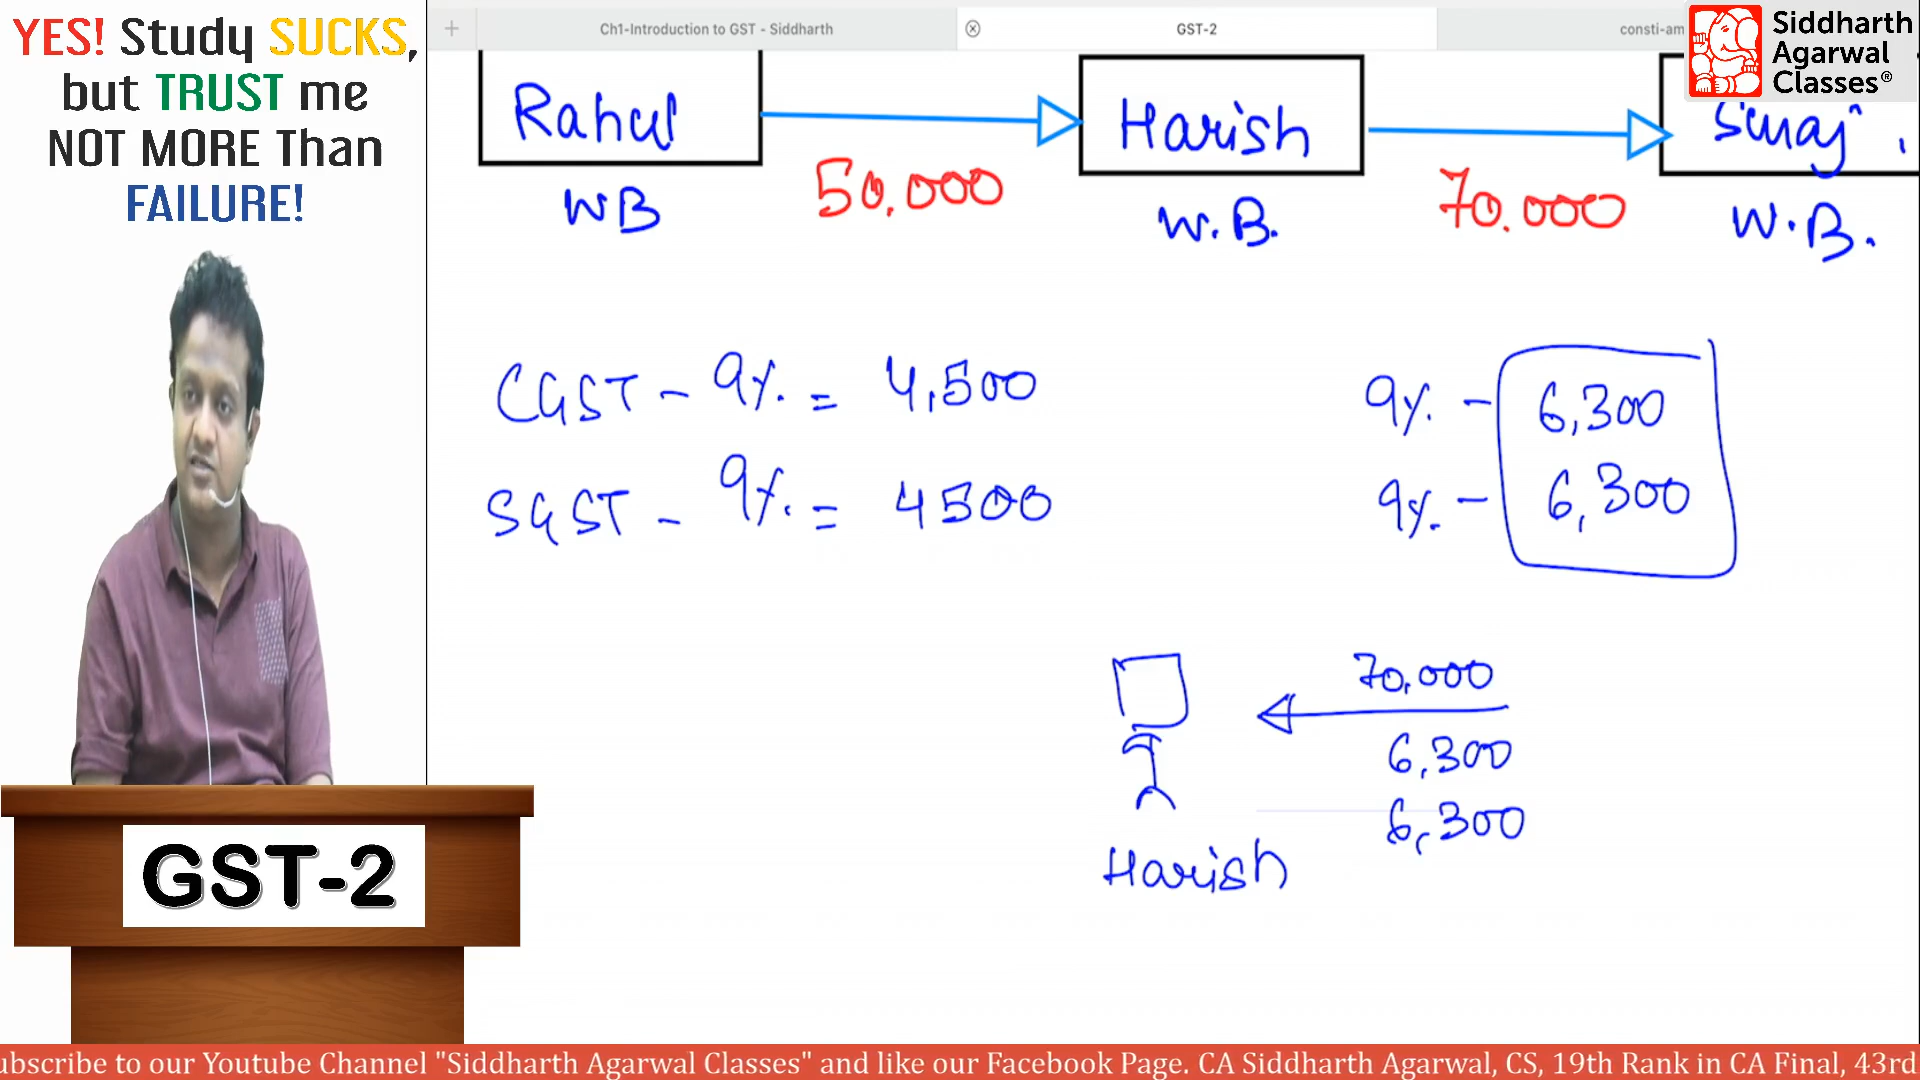 YES! Study SUCKS,
but TRUST me
NOT MORE Than
FAILURE!
Ch1-Introduction to GST - Siddharth
GST-2
consti-am
Siddharth
Agarwal
Classes®
Rahul
Harish
WB
50,000
W.B.
70,000
W.B.
CGST - 9%. = 4,500
9%. - 6,300
SGST - 9%. = 4500
9%. - 6,300
70,000
6,300
6,300
Harish
GST-2
ubscribe to our Youtube Channel "Siddharth Agarwal Classes" and like our Facebook Page. CA Siddharth Agarwal, CS, 19th Rank in CA Final, 43rd